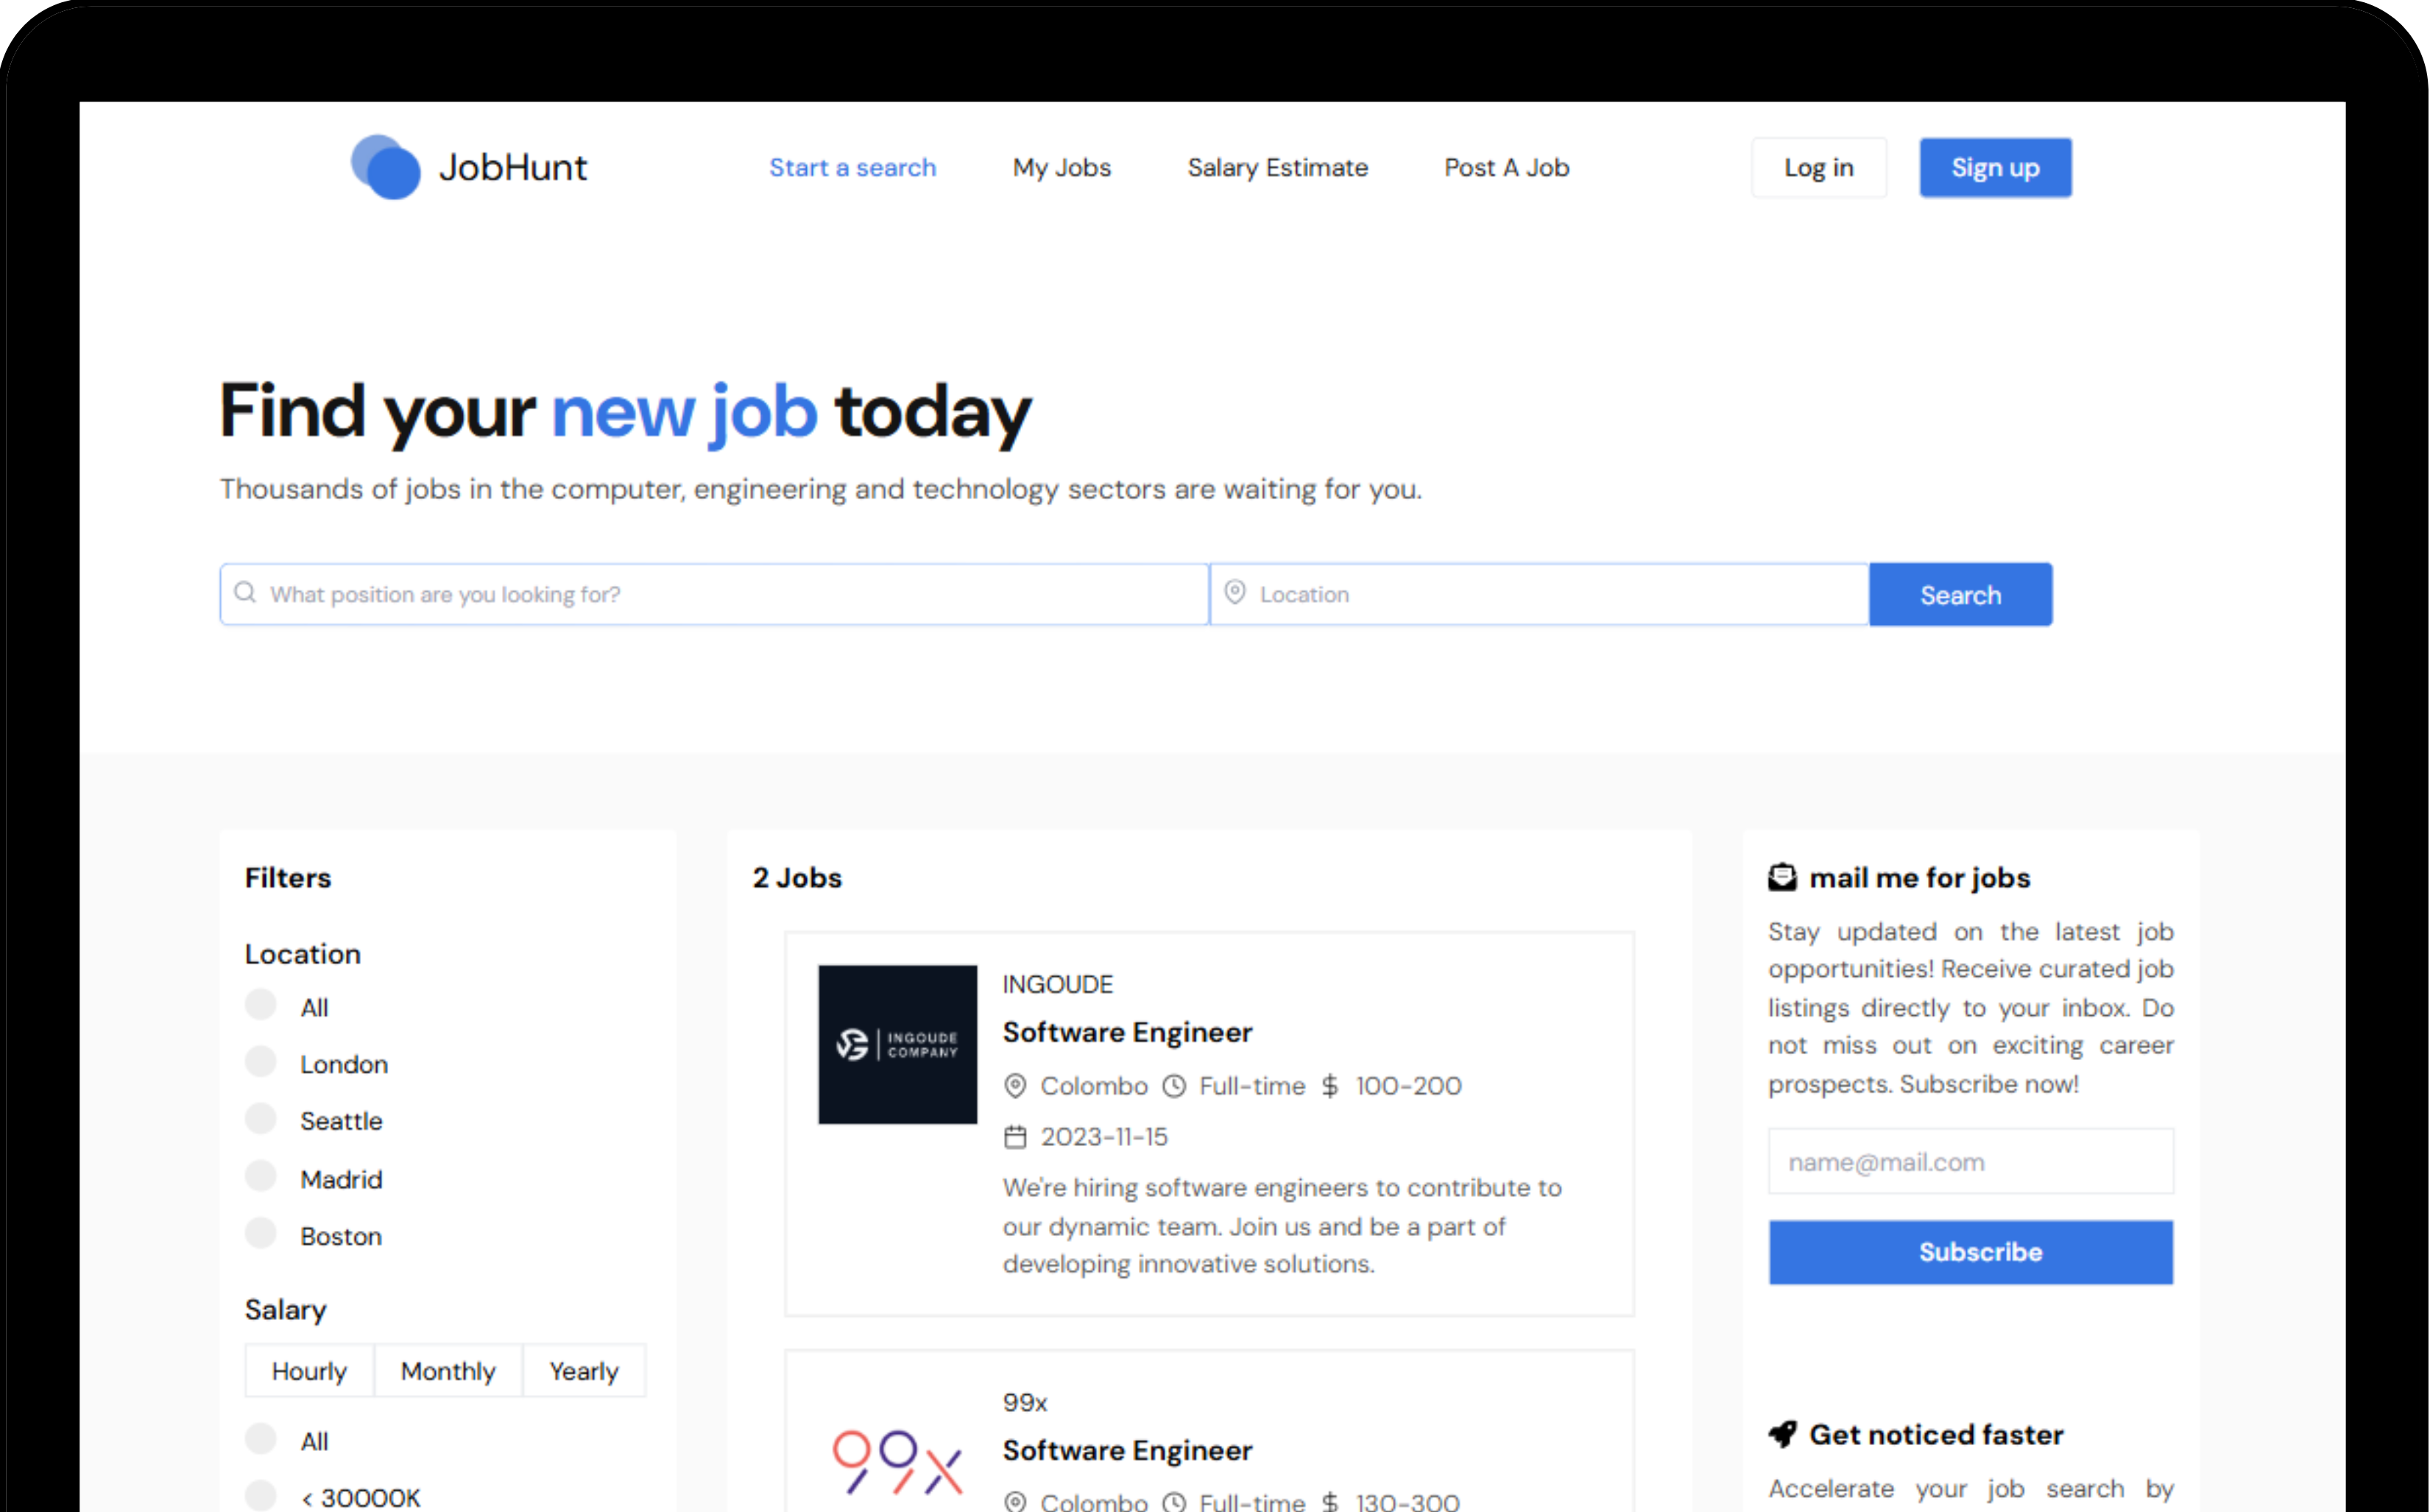 JobHunt
Start a search
My Jobs
Salary Estimate
Post A Job
Log in
Sign up
Find your new job today
Thousands of jobs in the computer, engineering and technology sectors are waiting for you.
What position are you looking for?
Location
Search
Filters
Location
All
London
Seattle
Madrid
Boston
Salary
Hourly
Monthly
Yearly
All
< 30000K
2 Jobs
INGOUDE
COMPANY
INGOUDE
Software Engineer
Colombo Full-time $ 100-200
2023-11-15
We're hiring software engineers to contribute to
our dynamic team. Join us and be a part of
developing innovative solutions.
99x
99x
Software Engineer
Colombo Full-time $ 130-300
mail me for jobs
Stay updated on the latest job
opportunities! Receive curated job
listings directly to your inbox. Do
not miss out on exciting career
prospects. Subscribe now!
name@mail.com
Subscribe
Get noticed faster
Accelerate your job search by